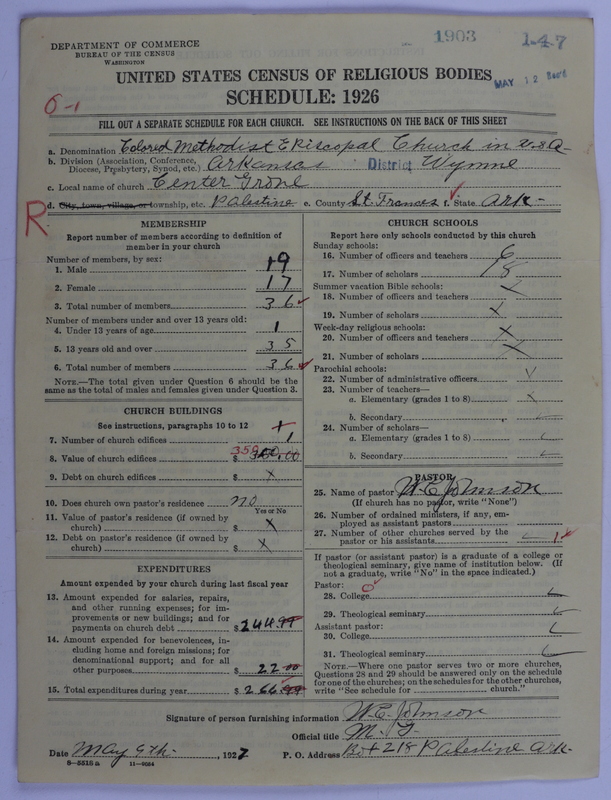 1903
1-4-7
DEPARTMENT OF COMMERCE
BUREAU OF THE CENSUS
WASHINGTON
MAY 12
UNITED STATES CENSUS OF RELIGIOUS BODIES
SCHEDULE: 1926
6-1
FILL OUT A SEPARATE SCHEDULE FOR EACH CHURCH. SEE INSTRUCTIONS ON THE BACK OF THIS SHEET
a. Denomination Colored Methodist Episcopal Church in
b. Division (Association, Conference, Diocese, Presbytery, Synod, etc.) Arkansas District Wynne
c. Local name of church Center Grove
d. City, town, village, or township, etc. Palestine e. County St. Frances f. State Ark-
R
MEMBERSHIP
Report number of members according to definition of
member in your church
Number of members, by sex:
1. Male 19
2. Female 17
3. Total number of members 36
Number of members under and over 13 years old:
4. Under 13 years of age 1
5. 13 years old and over 35
6. Total number of members 36
NOTE.—The total given under Question 6 should be the
same as the total of males and females given under Question 3.
CHURCH BUILDINGS
See instructions, paragraphs 10 to 12
7. Number of church edifices 1
8. Value of church edifices $ 350
9. Debt on church edifices $ x
10. Does church own pastor's residence no
Yes or No
11. Value of pastor's residence (if owned by
church) $ x
12. Debt on pastor's residence (if owned by
church) $ x
EXPENDITURES
Amount expended by church during last fiscal year
13. Amount expended for salaries, repairs,
and other running expenses; for im-
provements or new buildings; and for
payments on church debt $ 244.99
14. Amount expended for benevolences, in-
cluding home and foreign missions; for
denominational support; and for all
other purposes $ 22 00
15. Total expenditures during year $ 266.99
CHURCH SCHOOLS
Report here only schools conducted by this church
Sunday schools:
16. Number of officers and teachers 6
17. Number of scholars 18
Summer vacation Bible schools:
18. Number of officers and teachers x
19. Number of scholars x
Week-day religious schools:
20. Number of officers and teachers x
21. Number of scholars x
Parochial schools:
22. Number of administrative officers
23. Number of teachers—
a. Elementary (grades 1 to 8) x
b. Secondary
24. Number of scholars—
a. Elementary (grades 1 to 8)
b. Secondary
PASTOR
25. Name of pastor W. C. Johnson
(If church has no pastor, write "None")
26. Number of ordained ministers, if any, em-
ployed as assistant pastors
27. Number of other churches served by the
pastor or his assistants 1
If pastor (or assistant pastor) is a graduate of a college or
theological seminary, give name of institution below. (If
not a graduate, write "No" in the space indicated.)
Pastor:
28. College
29. Theological seminary
Assistant pastor:
30. College
31. Theological seminary
NOTE.—Where one pastor serves two or more churches,
Questions 28 and 29 should be answered only on the schedule
for one of the churches; on the schedules for the other churches,
write "See schedule for ............ church."
Signature of person furnishing information W. C. Johnson
Official title
Date May 9th-, 1927 P. O. Address Box 218 Palestine Ark-
8—5518 a 11—9024